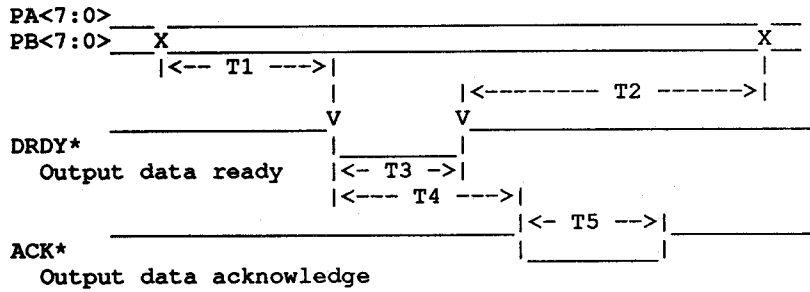 PA<7:0>
PB<7:0> X X
|<-- T1 --->|
|<-------- T2 ------>|
V V
DRDY*
Output data ready |<- T3 ->|
|<--- T4 --->|
|<- T5 -->|
ACK*
Output data acknowledge